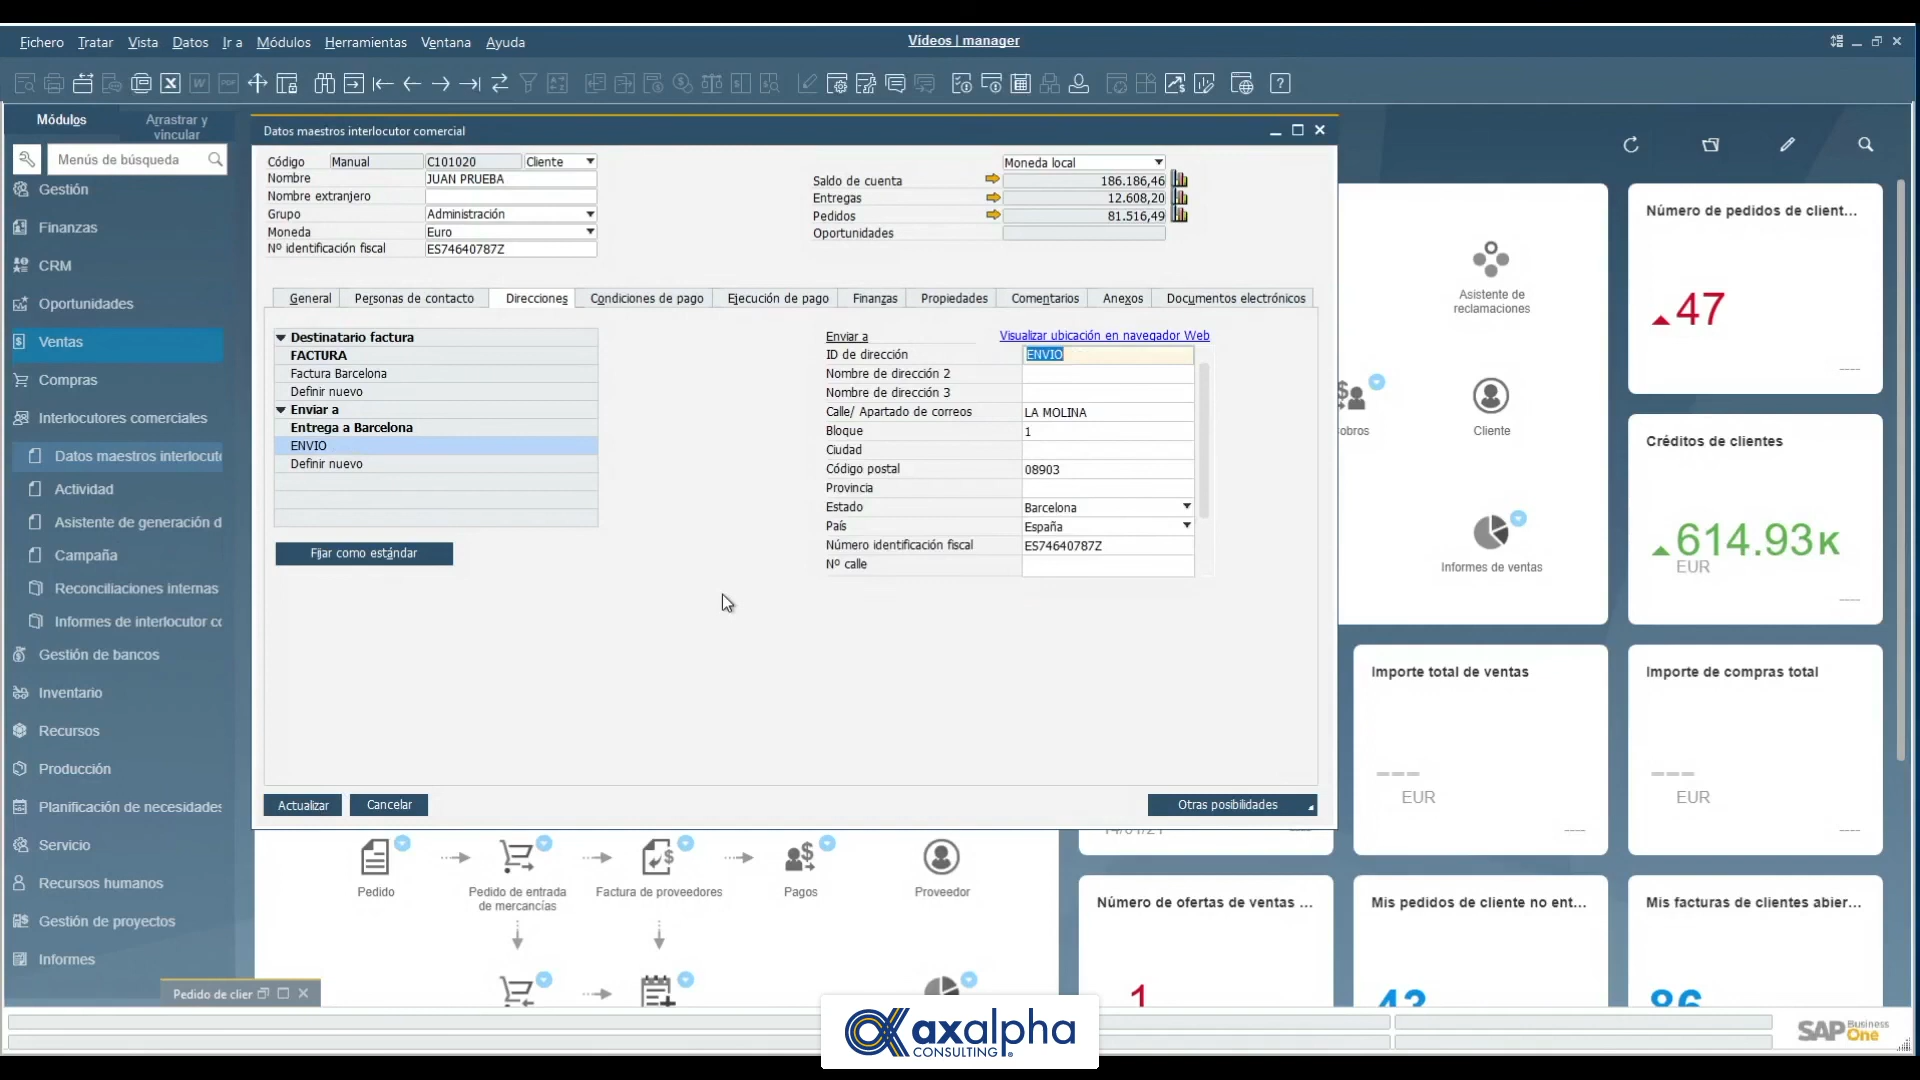 Fichero Tratar Vista Datos Ir a Módulos Herramientas Ventana Ayuda
Vídeos | manager
Módulos
Arrastrar y
vincular
Menús de búsqueda
Gestión
Finanzas
CRM
Oportunidades
Ventas
Compras
Interlocutores comerciales
Datos maestros interlocuto
Actividad
Asistente de generación d
Campaña
Reconciliaciones internas
Informes de interlocutor co
Gestión de bancos
Inventario
Recursos
Producción
Planificación de necesidades
Servicio
Recursos humanos
Gestión de proyectos
Informes
Pedido de clier
Datos maestros interlocutor comercial
Código Manual C101020 Cliente
Nombre JUAN PRUEBA
Nombre extranjero
Grupo Administración
Moneda Euro
Nº identificación fiscal ES74640787Z
Moneda local
Saldo de cuenta 186.186,46
Entregas 12.608,20
Pedidos 81.516,49
Oportunidades
General Personas de contacto Direcciones Condiciones de pago Ejecución de pago Finanzas Propiedades Comentarios Anexos Documentos electrónicos
Destinatario factura
FACTURA
Factura Barcelona
Definir nuevo
Enviar a
Entrega a Barcelona
ENVIO
Definir nuevo
Fijar como estándar
Enviar a Visualizar ubicación en navegador Web
ID de dirección ENVIO
Nombre de dirección 2
Nombre de dirección 3
Calle/ Apartado de correos LA MOLINA
Bloque 1
Ciudad
Código postal 08903
Provincia
Estado Barcelona
País España
Número identificación fiscal ES74640787Z
Nº calle
Actualizar Cancelar Otras posibilidades
Asistente de
reclamaciones
obros
Cliente
Informes de ventas
Número de pedidos de client...
47
Créditos de clientes
614.93K
EUR
Importe total de ventas
EUR
Importe de compras total
EUR
Pedido
Pedido de entrada
de mercancías
Factura de proveedores
Pagos
Proveedor
Número de ofertas de ventas ...
1
Mis pedidos de cliente no ent...
Mis facturas de clientes abier...
axalpha
CONSULTING®
SAP Business
One